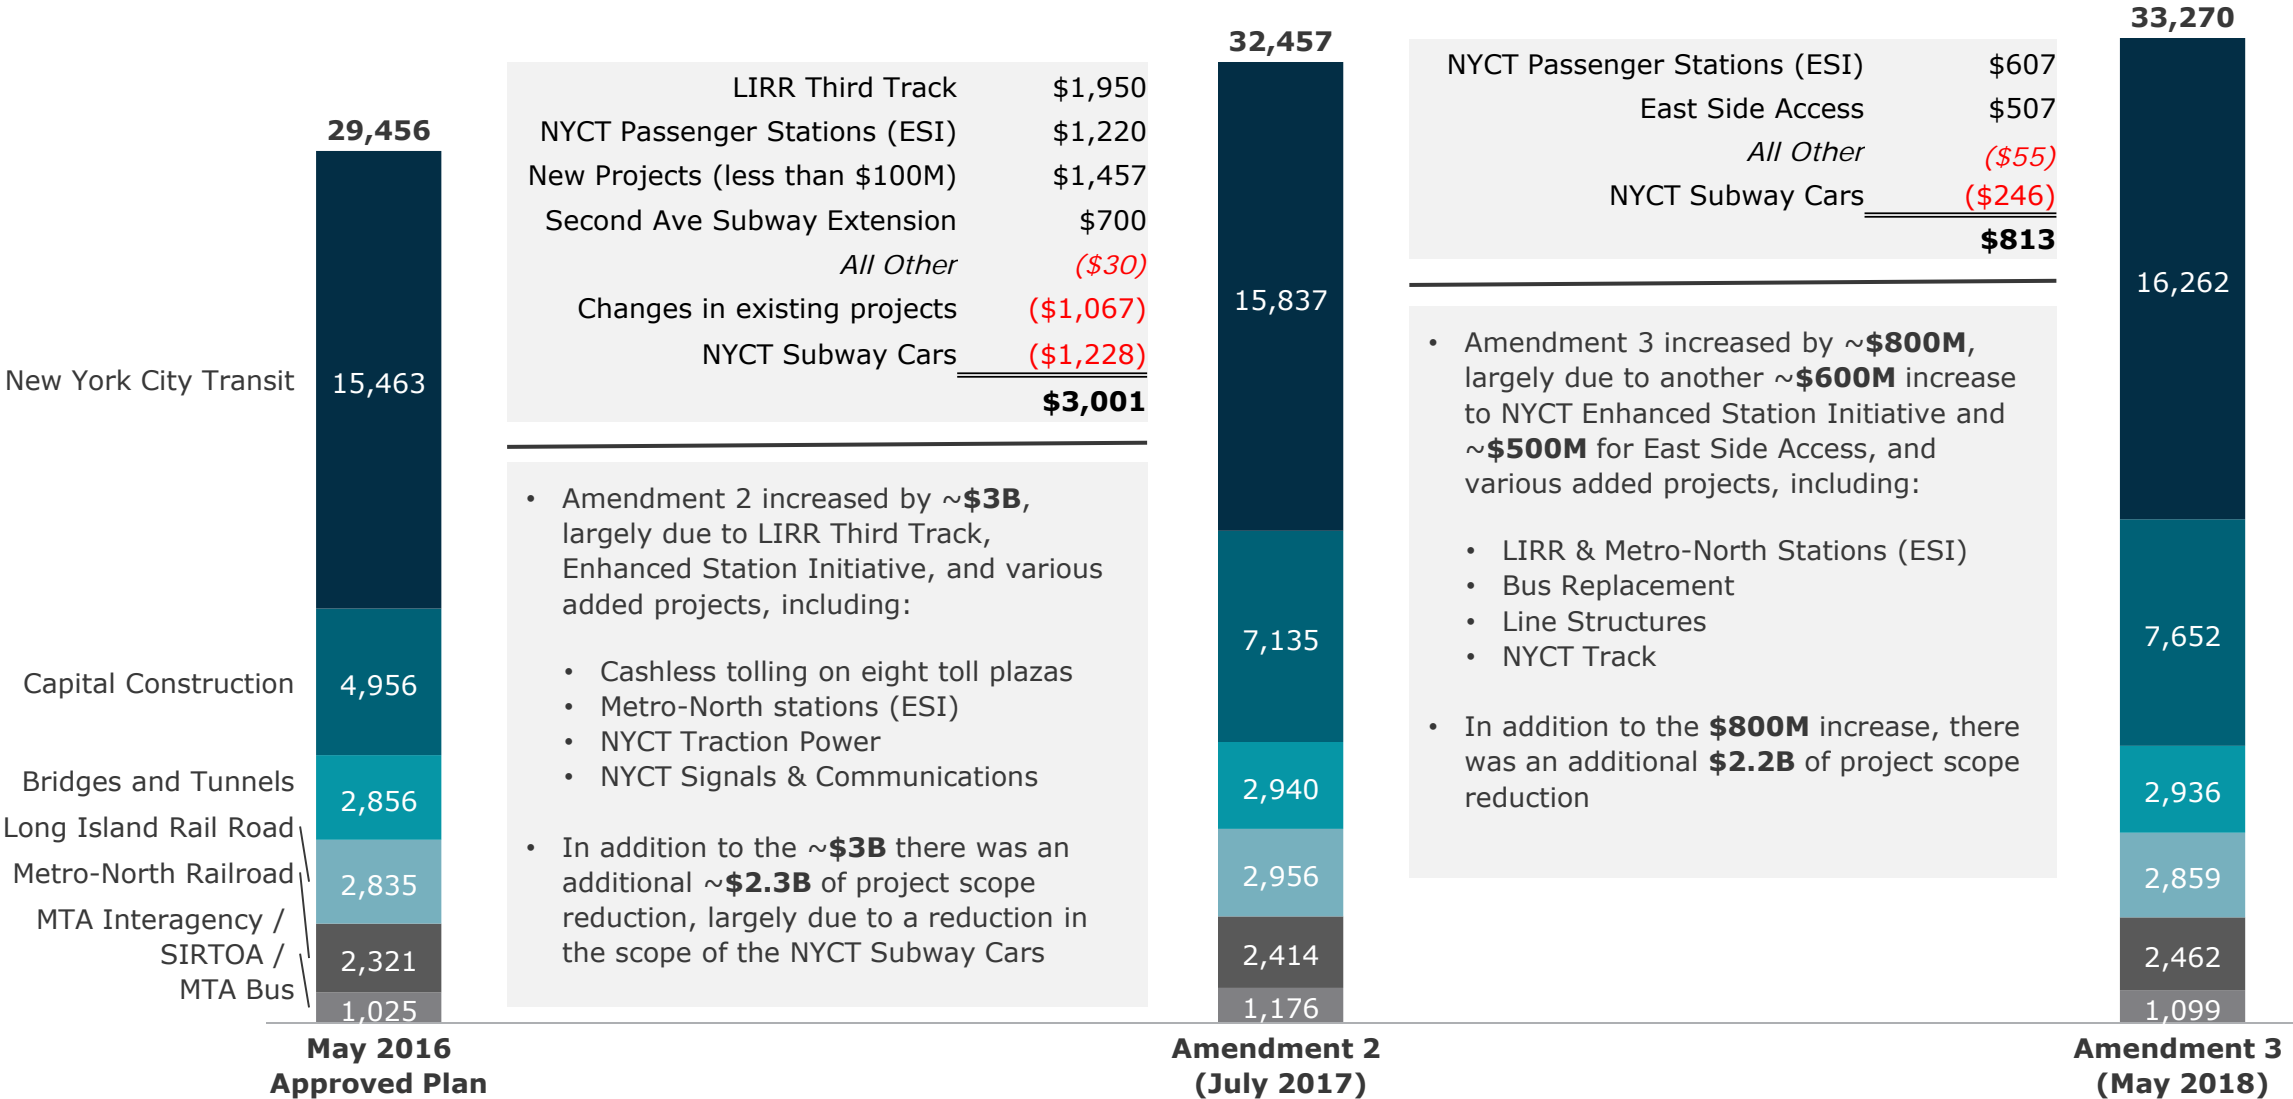 29,456
New York City Transit
15,463
Capital Construction
4,956
Bridges and Tunnels
2,856
Long Island Rail Road
2,835
Metro-North Railroad
2,321
MTA Interagency /
SIRTOA /
MTA Bus
1,025
May 2016
Approved Plan
LIRR Third Track $1,950
NYCT Passenger Stations (ESI) $1,220
New Projects (less than $100M) $1,457
Second Ave Subway Extension $700
All Other ($30)
Changes in existing projects ($1,067)
NYCT Subway Cars ($1,228)
$3,001
• Amendment 2 increased by ~$3B,
largely due to LIRR Third Track,
Enhanced Station Initiative, and various
added projects, including:
• Cashless tolling on eight toll plazas
• Metro-North stations (ESI)
• NYCT Traction Power
• NYCT Signals & Communications
• In addition to the ~$3B there was an
additional ~$2.3B of project scope
reduction, largely due to a reduction in
the scope of the NYCT Subway Cars
32,457
15,837
7,135
2,940
2,956
2,414
1,176
Amendment 2
(July 2017)
NYCT Passenger Stations (ESI) $607
East Side Access $507
All Other ($55)
NYCT Subway Cars ($246)
$813
• Amendment 3 increased by ~$800M,
largely due to another ~$600M increase
to NYCT Enhanced Station Initiative and
~$500M for East Side Access, and
various added projects, including:
• LIRR & Metro-North Stations (ESI)
• Bus Replacement
• Line Structures
• NYCT Track
• In addition to the $800M increase, there
was an additional $2.2B of project scope
reduction
33,270
16,262
7,652
2,936
2,859
2,462
1,099
Amendment 3
(May 2018)